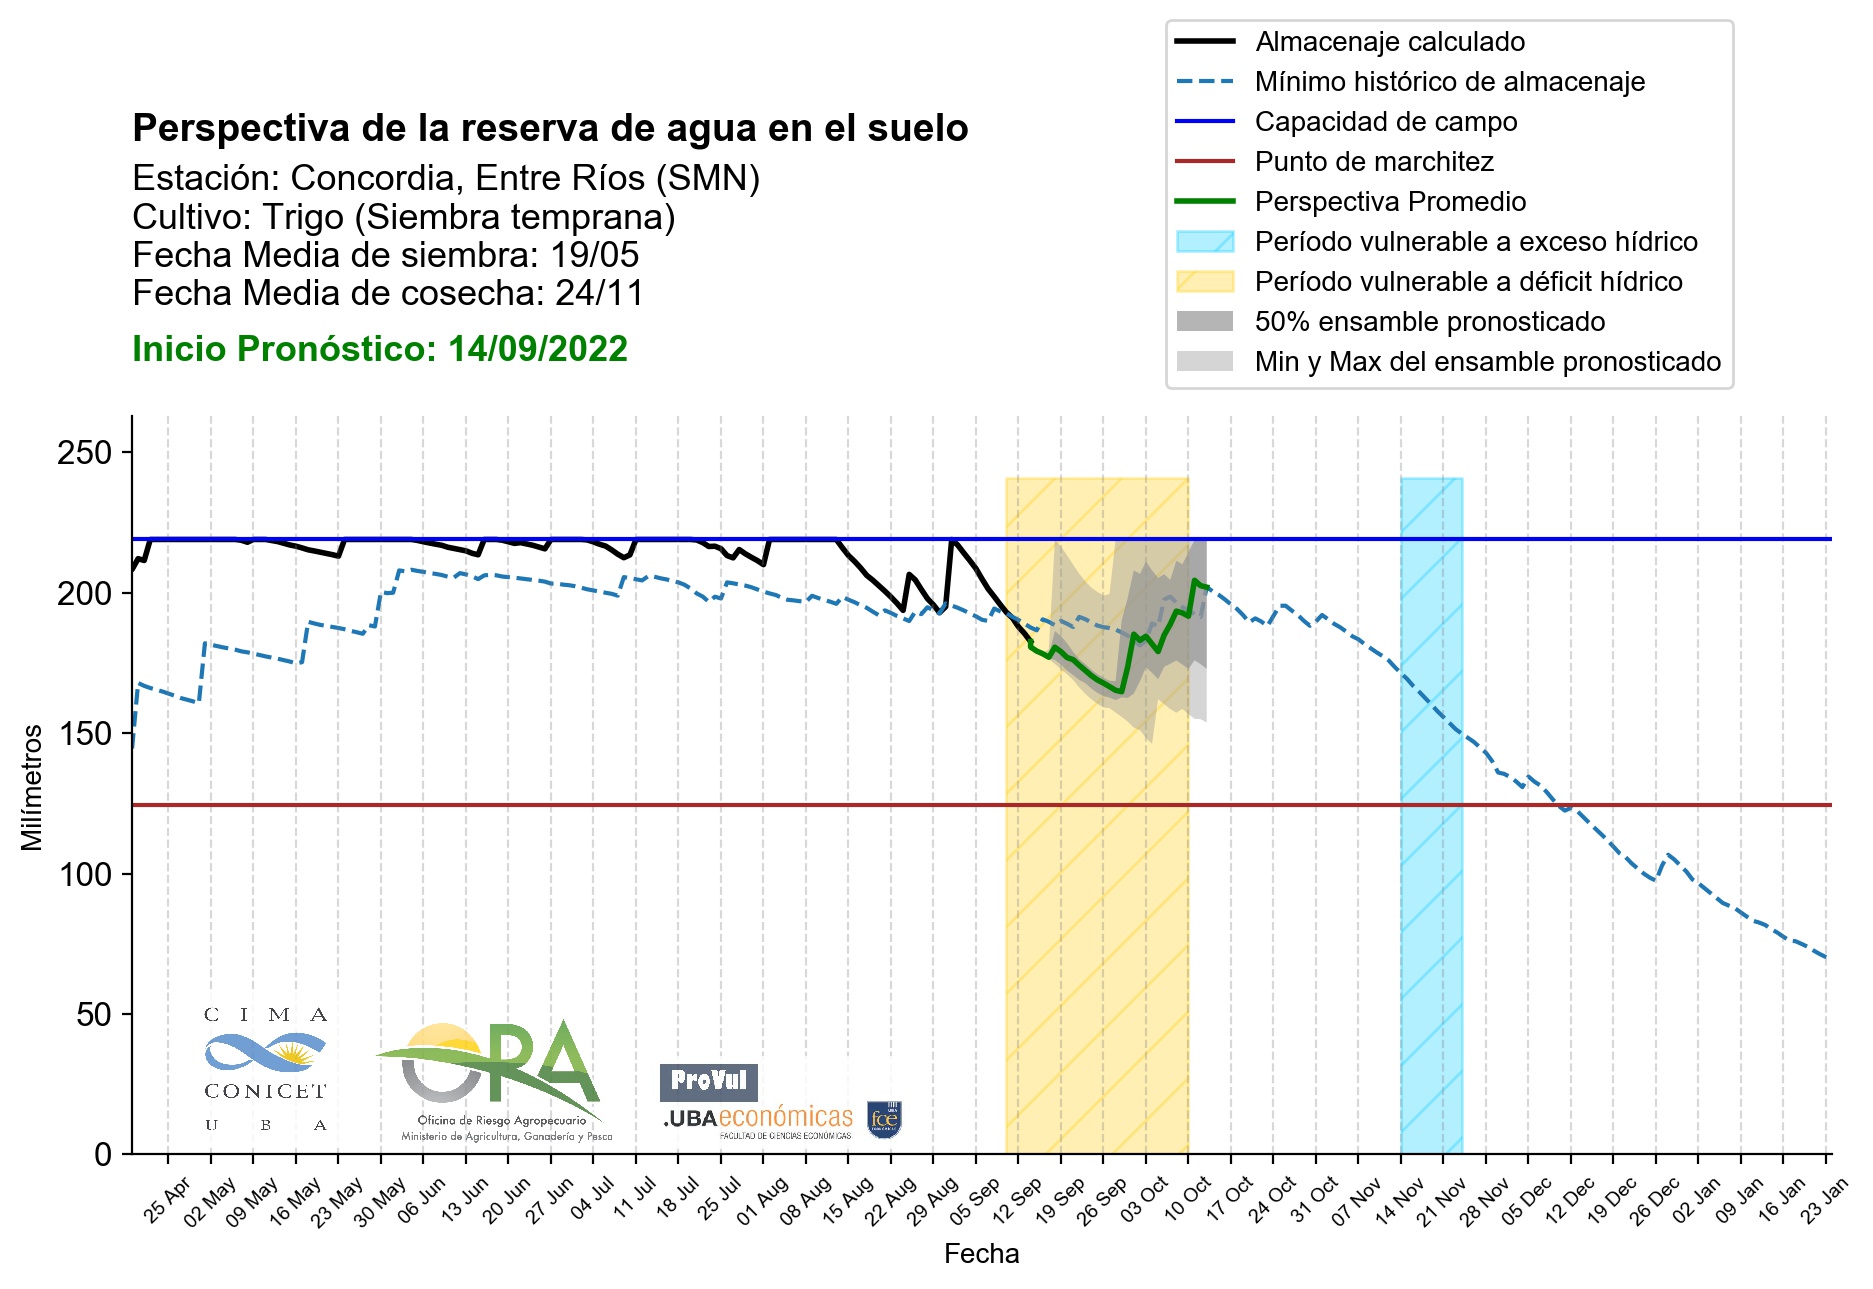 Almacenaje calculado
Mínimo histórico de almacenaje
Capacidad de campo
Punto de marchitez
Perspectiva Promedio
Período vulnerable a exceso hídrico
Período vulnerable a déficit hídrico
50% ensamble pronosticado
Min y Max del ensamble pronosticado
Perspectiva de la reserva de agua en el suelo
Estación: Concordia, Entre Ríos (SMN)
Cultivo: Trigo (Siembra temprana)
Fecha Media de siembra: 19/05
Fecha Media de cosecha: 24/11
Inicio Pronóstico: 14/09/2022
250
200
150
100
50
0
Milímetros
CIMA
CONICET
UBA
ORA
Oficina de Riesgo Agropecuario
Ministerio de Agricultura, Ganadería y Pesca
ProVul
.UBAeconómicas
FACULTAD DE CIENCIAS ECONÓMICAS
UBA
fce
ECONÓMICAS
25 Apr
02 May
09 May
16 May
23 May
30 May
06 Jun
13 Jun
20 Jun
27 Jun
04 Jul
11 Jul
18 Jul
25 Jul
01 Aug
08 Aug
15 Aug
22 Aug
29 Aug
05 Sep
12 Sep
19 Sep
26 Sep
03 Oct
10 Oct
17 Oct
24 Oct
31 Oct
07 Nov
14 Nov
21 Nov
28 Nov
05 Dec
12 Dec
19 Dec
26 Dec
02 Jan
09 Jan
16 Jan
23 Jan
Fecha